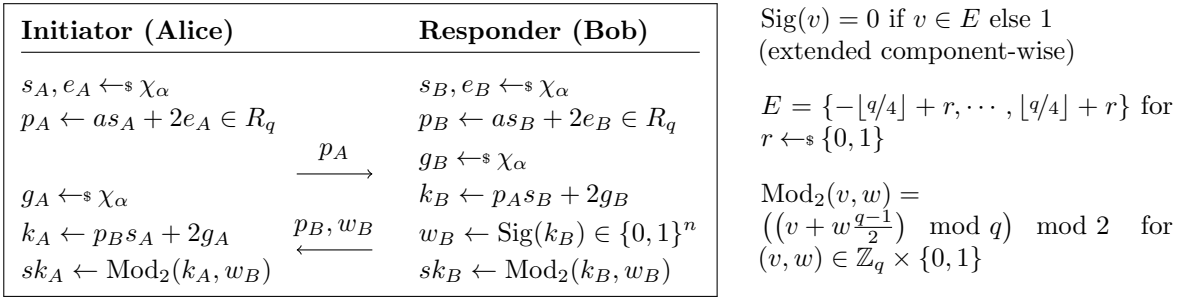 Initiator (Alice) Responder (Bob)
s_A, e_A ←$ χ_α s_B, e_B ←$ χ_α
p_A ← as_A + 2e_A ∈ R_q p_B ← as_B + 2e_B ∈ R_q
p_A g_B ←$ χ_α
g_A ←$ χ_α k_B ← p_A s_B + 2g_B
k_A ← p_B s_A + 2g_A p_B, w_B w_B ← Sig(k_B) ∈ {0, 1}^n
sk_A ← Mod_2(k_A, w_B) sk_B ← Mod_2(k_B, w_B)
Sig(v) = 0 if v ∈ E else 1
(extended component-wise)
E = {−⌊q/4⌋ + r, ⋯ , ⌊q/4⌋ + r} for
r ←$ {0, 1}
Mod_2(v, w) =
((v + w (q−1)/2) mod q) mod 2 for
(v, w) ∈ ℤ_q × {0, 1}